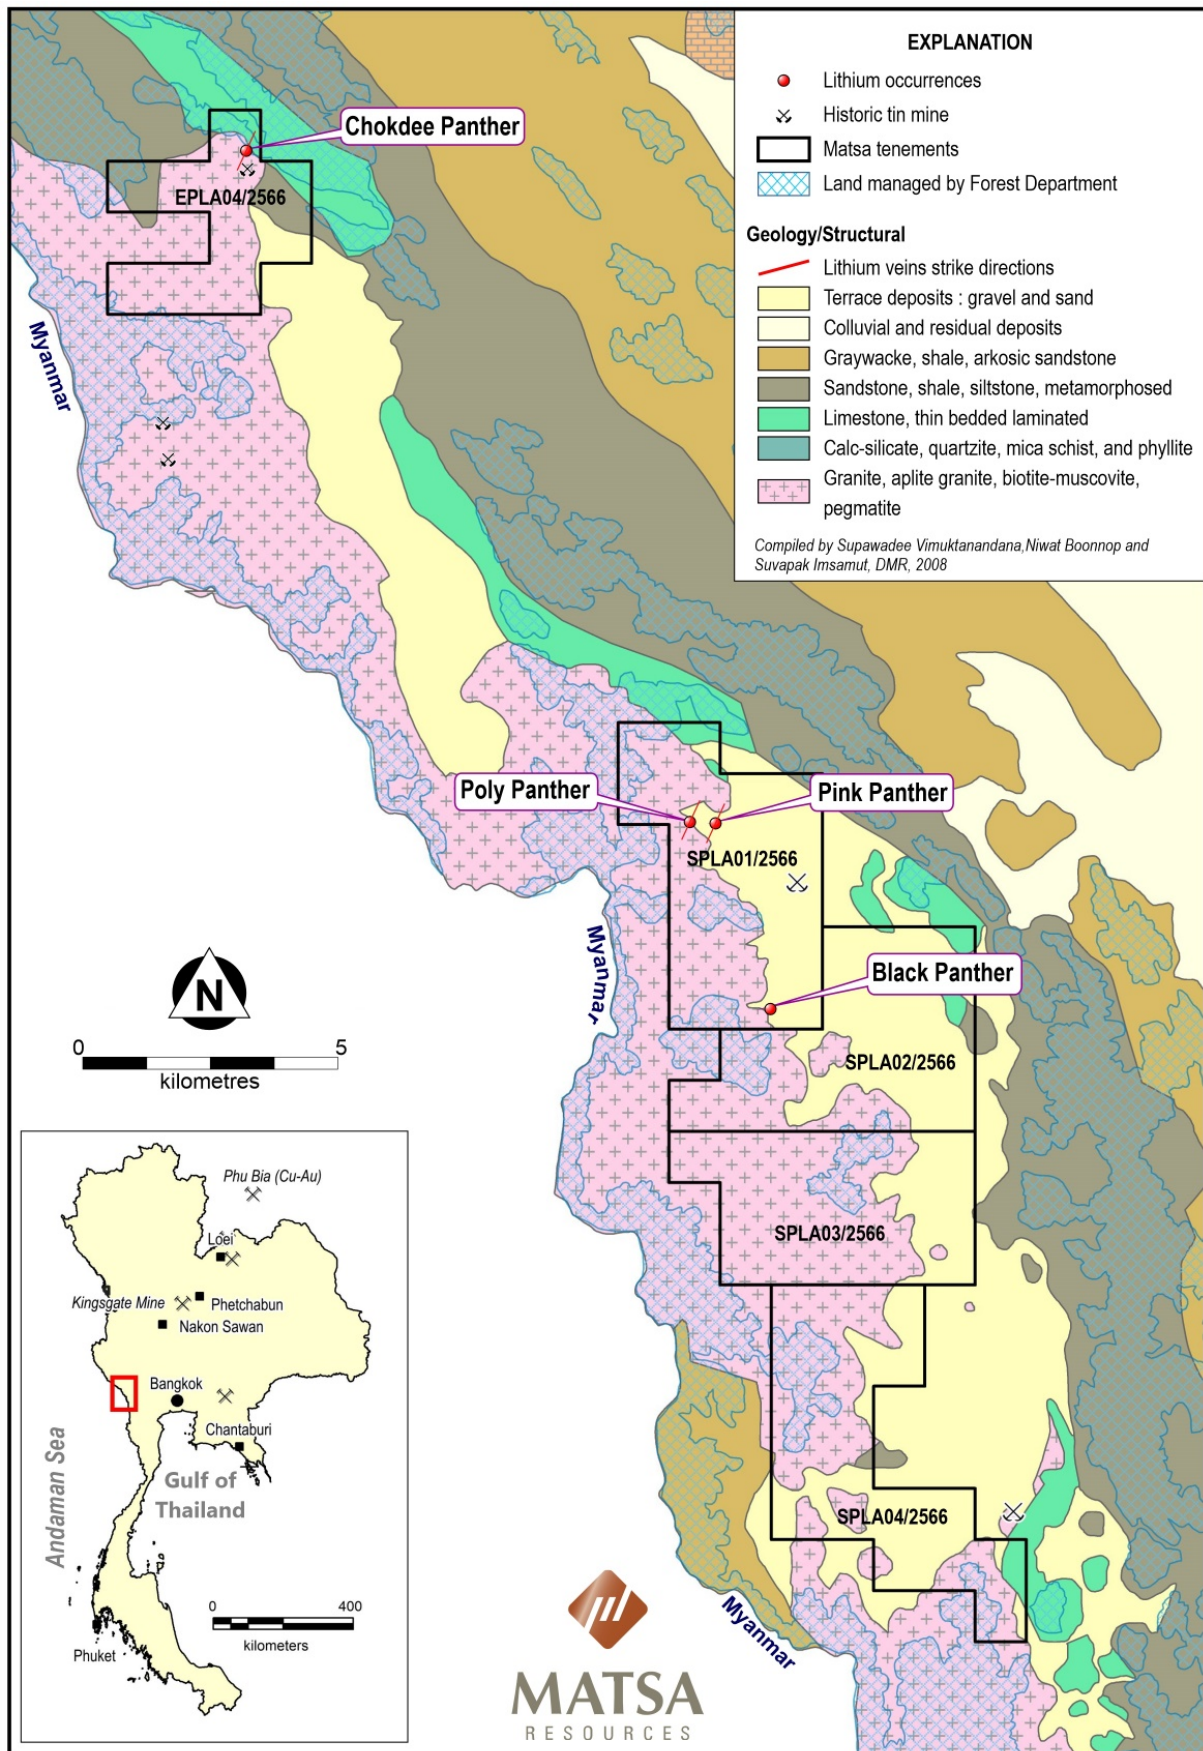 EXPLANATION
Lithium occurrences
Historic tin mine
Matsa tenements
Land managed by Forest Department
Geology/Structural
Lithium veins strike directions
Terrace deposits : gravel and sand
Colluvial and residual deposits
Graywacke, shale, arkosic sandstone
Sandstone, shale, siltstone, metamorphosed
Limestone, thin bedded laminated
Calc-silicate, quartzite, mica schist, and phyllite
Granite, aplite granite, biotite-muscovite,
pegmatite
Compiled by Supawadee Vimuktanandana,Niwat Boonnop and
Suvapak Imsamut, DMR, 2008
Chokdee Panther
EPLA04/2566
Myanmar
Poly Panther
Pink Panther
SPLA01/2566
Myanmar
Black Panther
SPLA02/2566
SPLA03/2566
SPLA04/2566
Myanmar
N
0 5
kilometres
Phu Bia (Cu-Au)
Loei
Kingsgate Mine
Phetchabun
Nakon Sawan
Bangkok
Chantaburi
Andaman Sea
Gulf of
Thailand
0 400
kilometers
Phuket
MATSA
RESOURCES